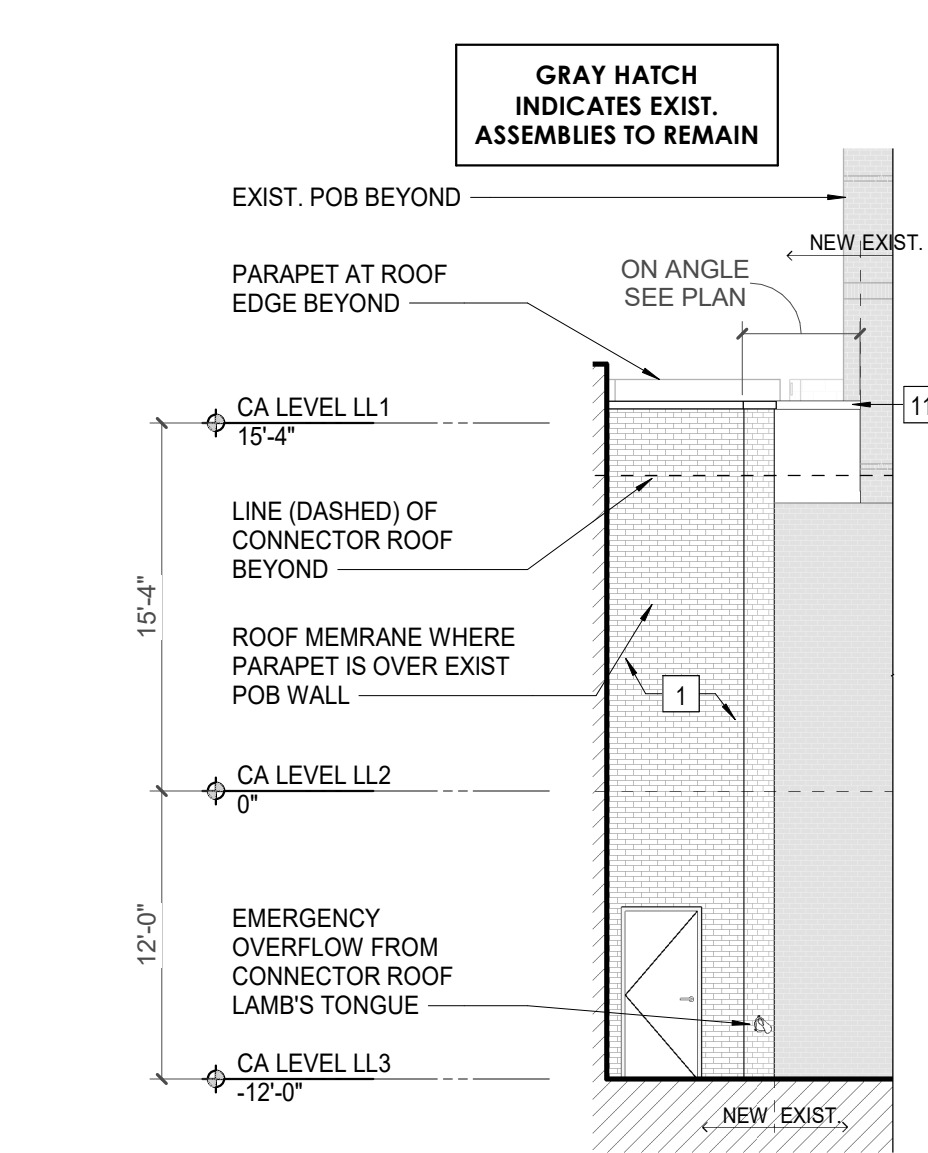 GRAY HATCH
INDICATES EXIST.
ASSEMBLIES TO REMAIN
EXIST. POB BEYOND
NEW EXIST.
PARAPET AT ROOF
EDGE BEYOND
ON ANGLE
SEE PLAN
CA LEVEL LL1
15'-4"
11
LINE (DASHED) OF
CONNECTOR ROOF
BEYOND
15'-4"
ROOF MEMRANE WHERE
PARAPET IS OVER EXIST
POB WALL
1
CA LEVEL LL2
0"
12'-0"
EMERGENCY
OVERFLOW FROM
CONNECTOR ROOF
LAMB'S TONGUE
CA LEVEL LL3
-12'-0"
NEW EXIST.